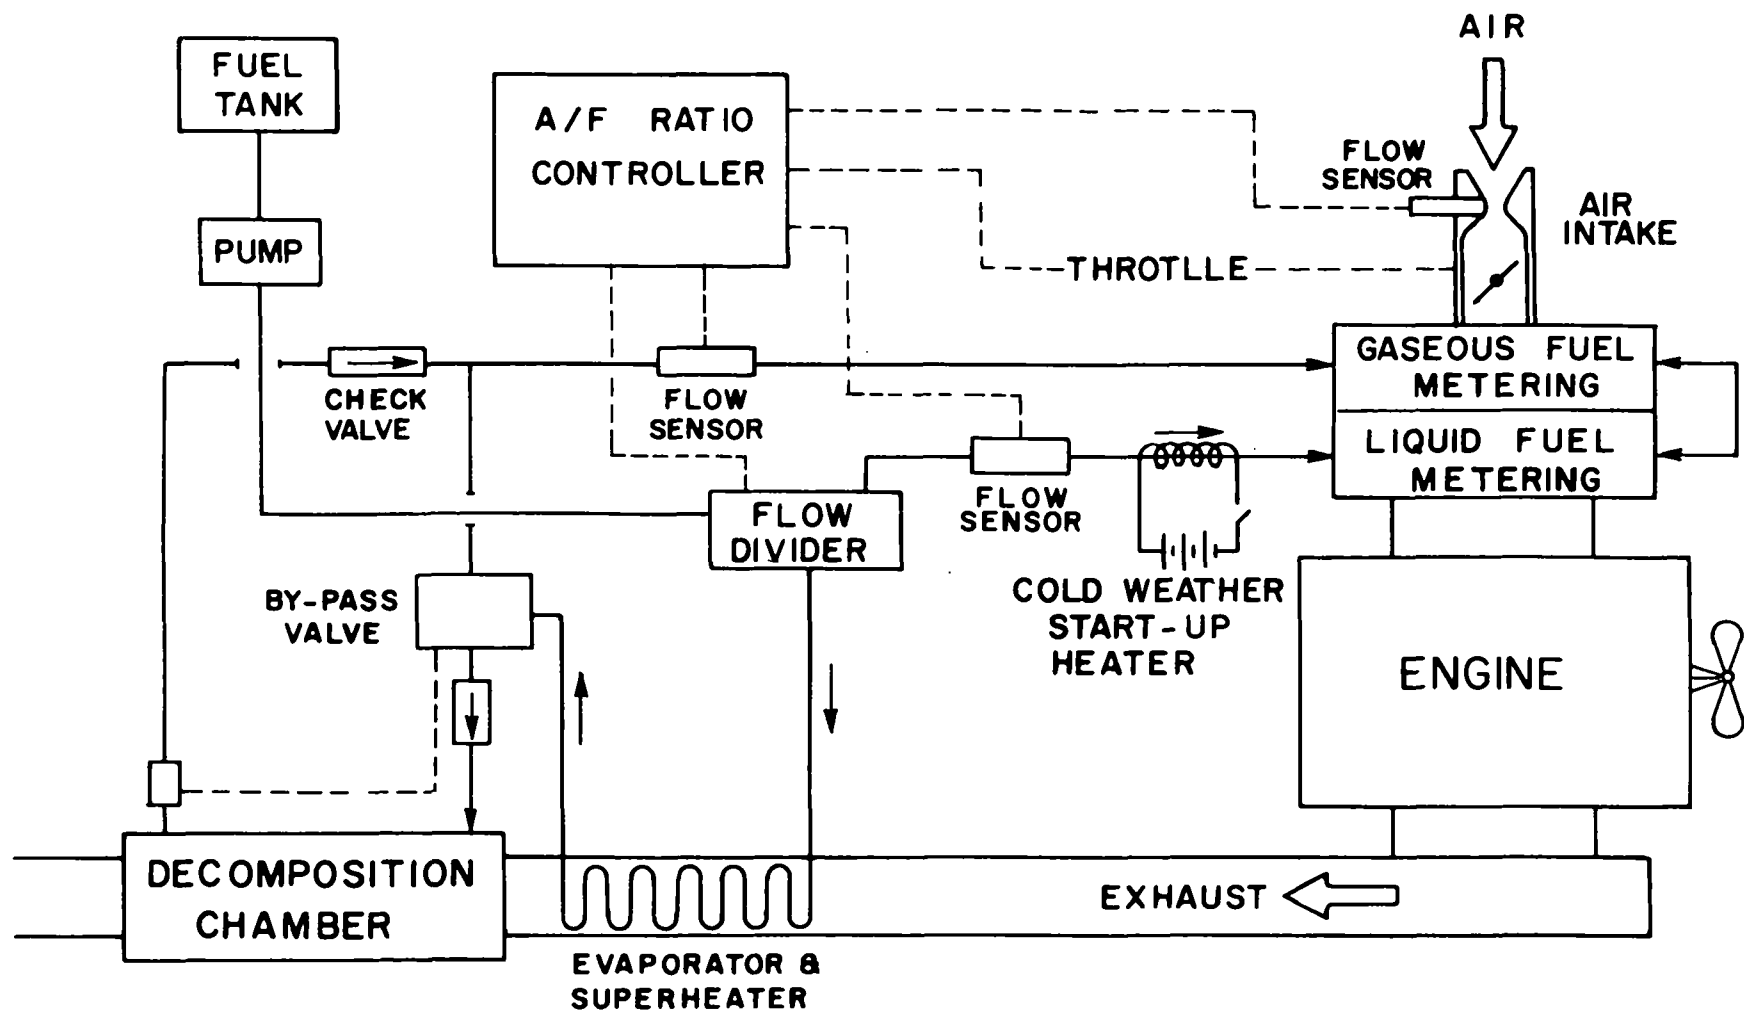 AIR
FUEL
TANK
A/F RATIO
CONTROLLER
FLOW
SENSOR
AIR
INTAKE
PUMP
THROTLLE
GASEOUS FUEL
METERING
CHECK
VALVE
FLOW
SENSOR
LIQUID FUEL
METERING
FLOW
DIVIDER
FLOW
SENSOR
COLD WEATHER
START-UP
HEATER
BY-PASS
VALVE
ENGINE
DECOMPOSITION
CHAMBER
EXHAUST
EVAPORATOR &
SUPERHEATER